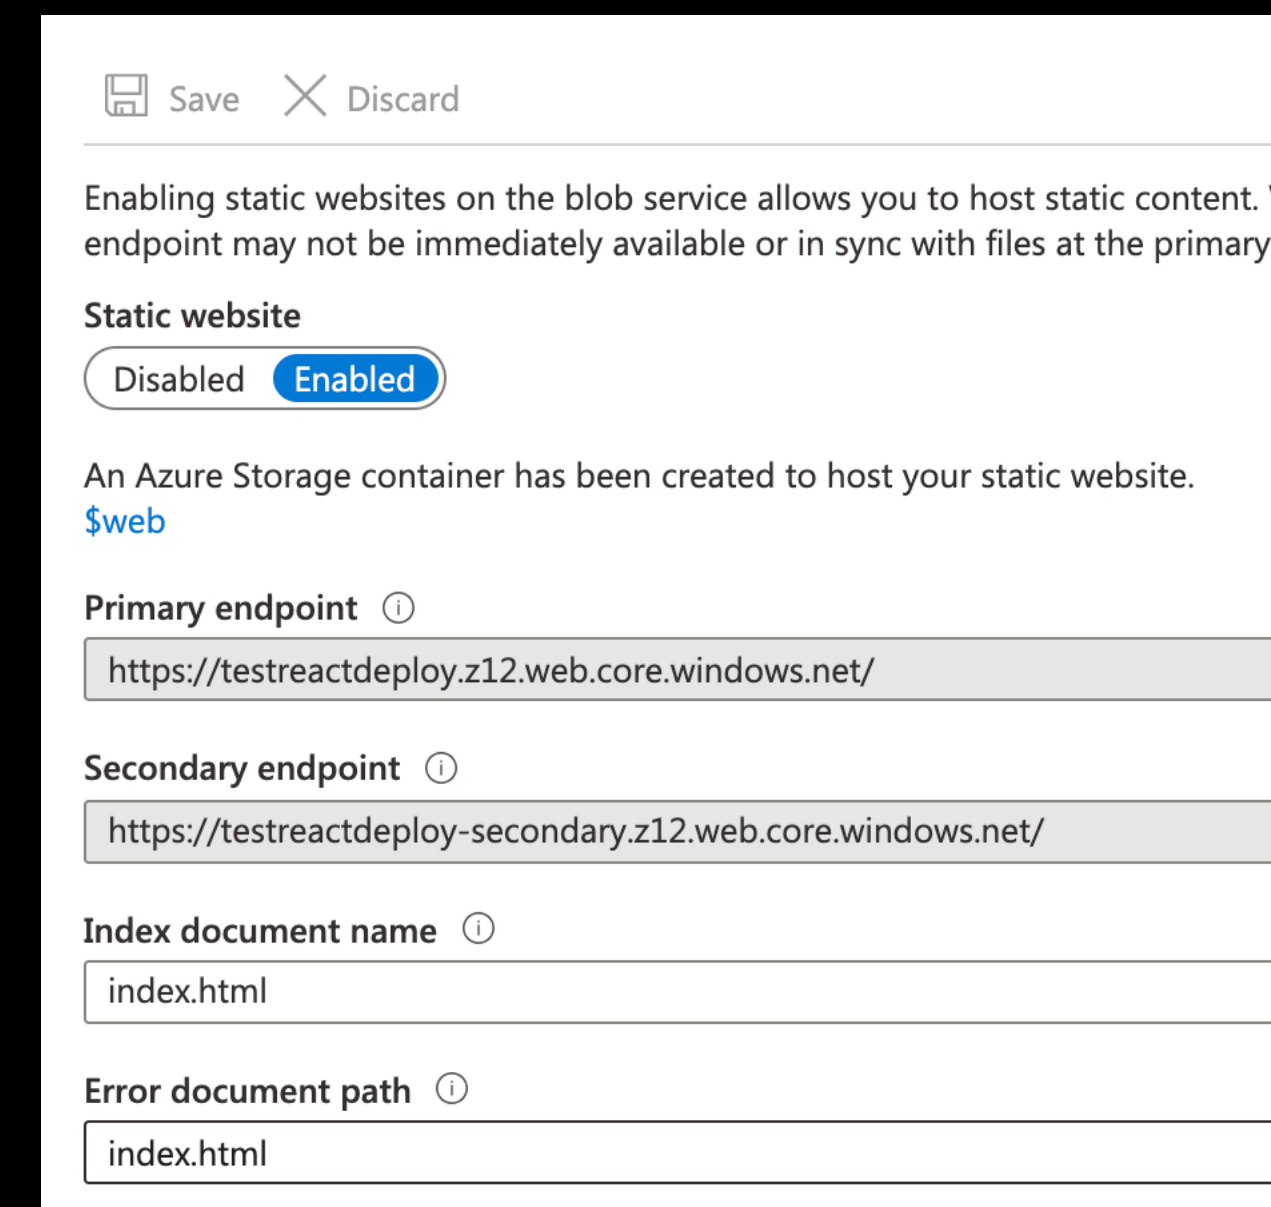 Save Discard
Enabling static websites on the blob service allows you to host static content.
endpoint may not be immediately available or in sync with files at the primary
Static website
Disabled Enabled
An Azure Storage container has been created to host your static website.
$web
Primary endpoint
https://testreactdeploy.z12.web.core.windows.net/
Secondary endpoint
https://testreactdeploy-secondary.z12.web.core.windows.net/
Index document name
index.html
Error document path
index.html